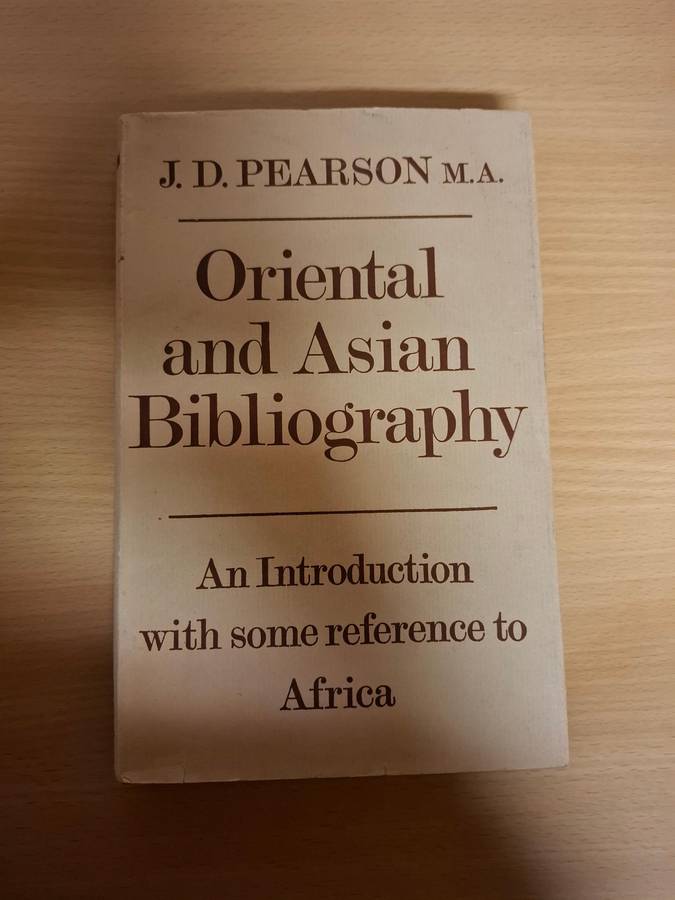 J. D. PEARSON M.A.
Oriental
and Asian
Bibliography
An Introduction
with some reference to
Africa